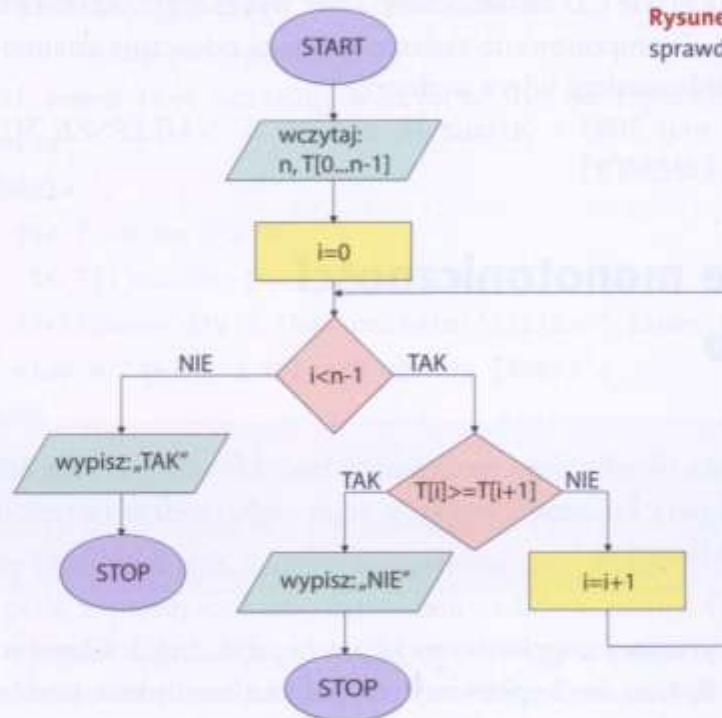 Rysune
sprawd
START
wczytaj:
n, T[0...n-1]
i=0
i<n-1
NIE
TAK
wypisz:„TAK”
STOP
T[i]>=T[i+1]
TAK
NIE
wypisz:„NIE”
i=i+1
STOP